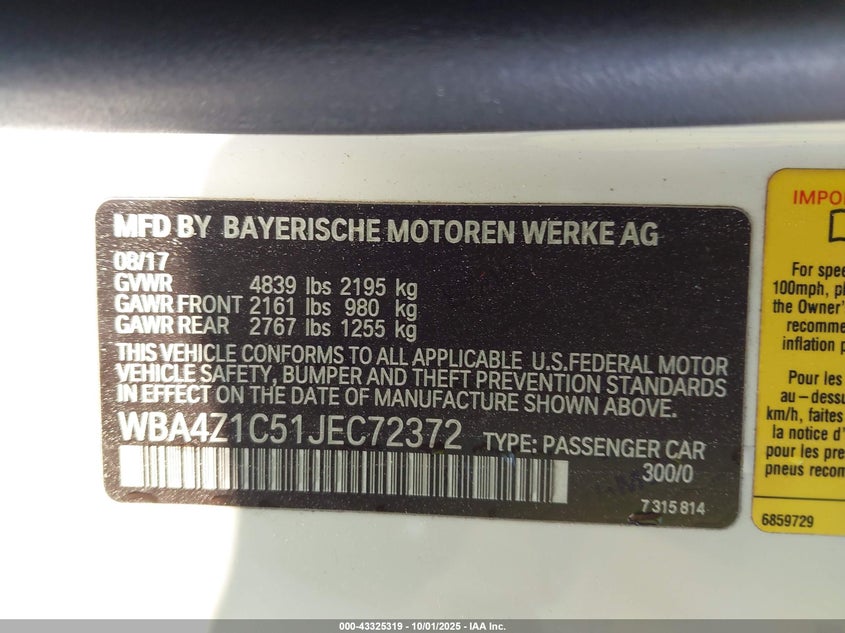 MFD BY BAYERISCHE MOTOREN WERKE AG
08/17
GVWR 4839 lbs 2195 kg
GAWR FRONT 2161 lbs 980 kg
GAWR REAR 2767 lbs 1255 kg
THIS VEHICLE CONFORMS TO ALL APPLICABLE U.S.FEDERAL MOTOR
VEHICLE SAFETY, BUMPER AND THEFT PREVENTION STANDARDS
IN EFFECT ON THE DATE OF MANUFACTURE SHOWN ABOVE.
WBA4Z1C51JEC72372 TYPE: PASSENGER CAR
300/0
7 315 814
IMPO
For spee
100mph, pl
the Owner'
recomme
inflation p
Pour les
au – dessu
km/h, faites
la notice d'
pour les pre
pneus recom
6859729
000-43325319 - 10/01/2025 - IAA Inc.